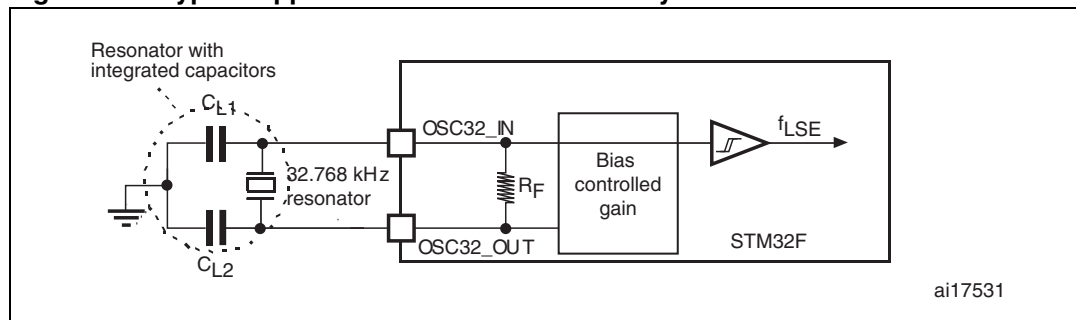 Resonator with
integrated capacitors
CL1
OSC32_IN
fLSE
32.768 kHz
resonator
RF
Bias
controlled
gain
OSC32_OUT
STM32F
CL2
ai17531